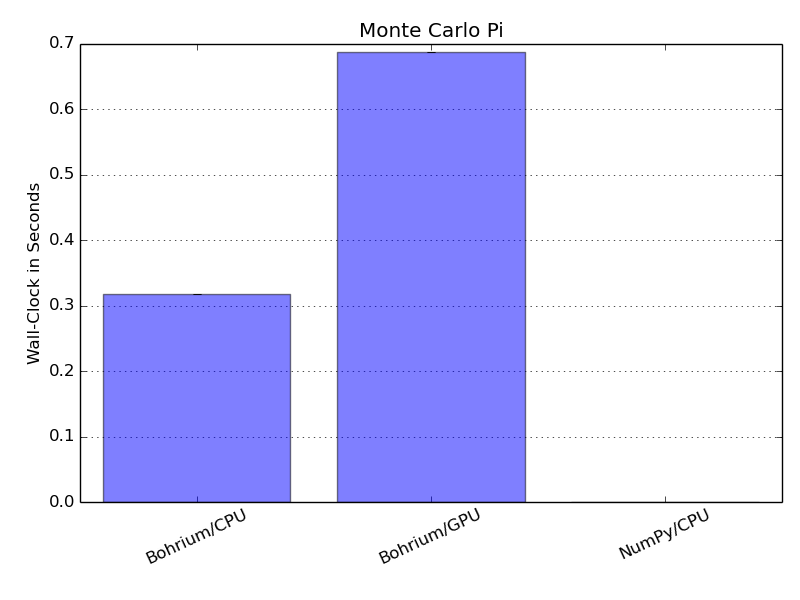 Monte Carlo Pi
Wall-Clock in Seconds
0.7
0.6
0.5
0.4
0.3
0.2
0.1
0.0
Bohrium/CPU
Bohrium/GPU
NumPy/CPU